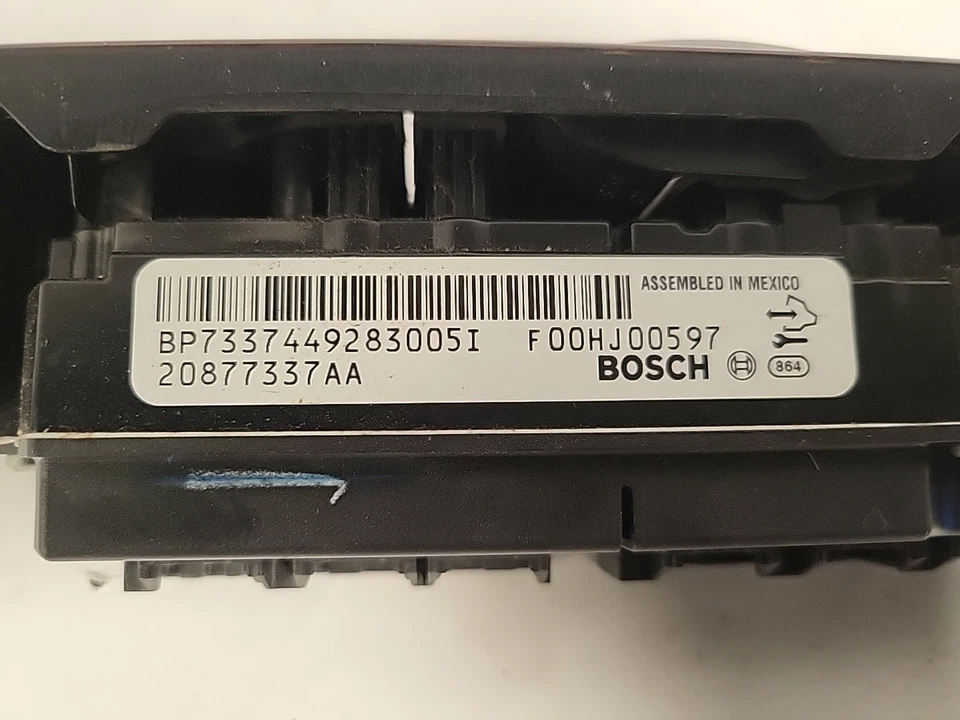 ASSEMBLED IN MEXICO
BP7337449283005I F00HJ00597
20877337AA BOSCH 864